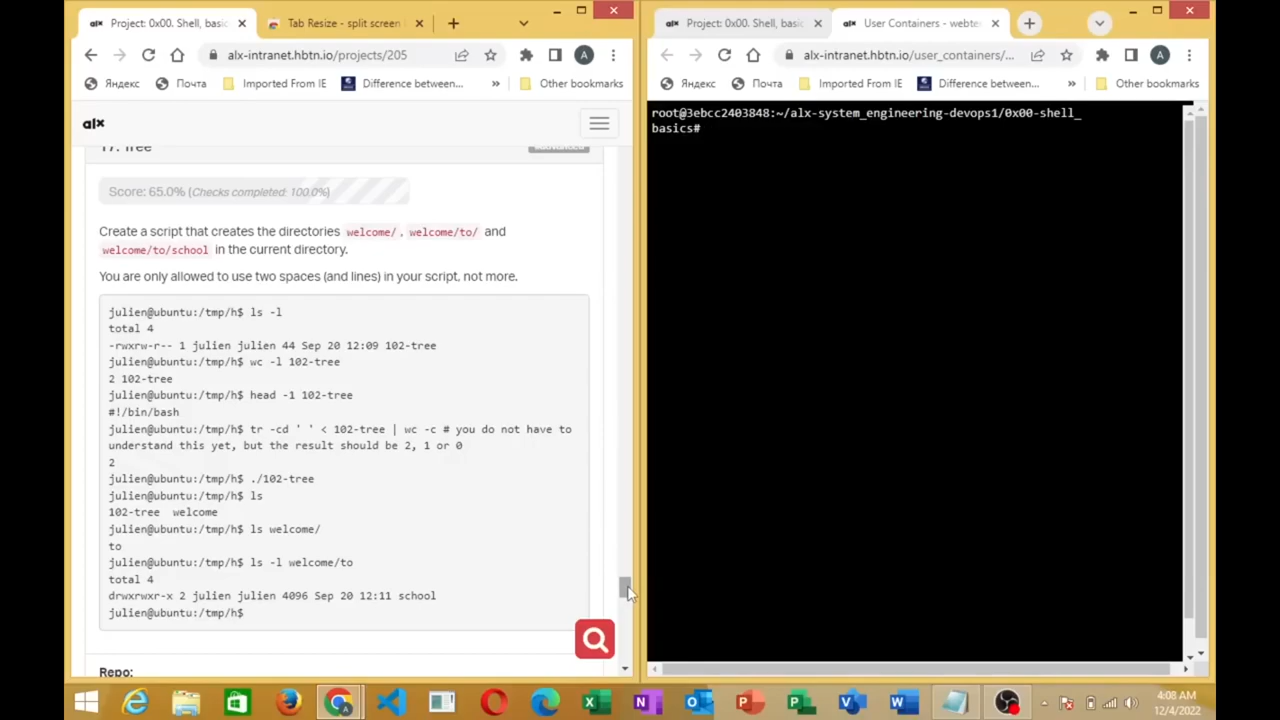 Project: 0x00. Shell, basic
Tab Resize - split screen
alx-intranet.hbtn.io/projects/205
Яндекс
Почта
Imported From IE
Difference between...
»
Other bookmarks
alx
17. Tree
Score: 65.0% (Checks completed: 100.0%)
Create a script that creates the directories welcome/, welcome/to/ and
welcome/to/school in the current directory.
You are only allowed to use two spaces (and lines) in your script, not more.
julien@ubuntu:/tmp/h$ ls -l
total 4
-rwxrw-r-- 1 julien julien 44 Sep 20 12:09 102-tree
julien@ubuntu:/tmp/h$ wc -l 102-tree
2 102-tree
julien@ubuntu:/tmp/h$ head -1 102-tree
#!/bin/bash
julien@ubuntu:/tmp/h$ tr -cd ' ' < 102-tree | wc -c # you do not have to
understand this yet, but the result should be 2, 1 or 0
2
julien@ubuntu:/tmp/h$ ./102-tree
julien@ubuntu:/tmp/h$ ls
102-tree  welcome
julien@ubuntu:/tmp/h$ ls welcome/
to
julien@ubuntu:/tmp/h$ ls -l welcome/to
total 4
drwxrwxr-x 2 julien julien 4096 Sep 20 12:11 school
julien@ubuntu:/tmp/h$
Repo:
Project: 0x00. Shell, basic
User Containers - webte
alx-intranet.hbtn.io/user_containers/...
Яндекс
Почта
Imported From IE
Difference between...
»
Other bookmarks
root@3ebcc2403848:~/alx-system_engineering-devops1/0x00-shell_
basics#
4:08 AM
12/4/2022